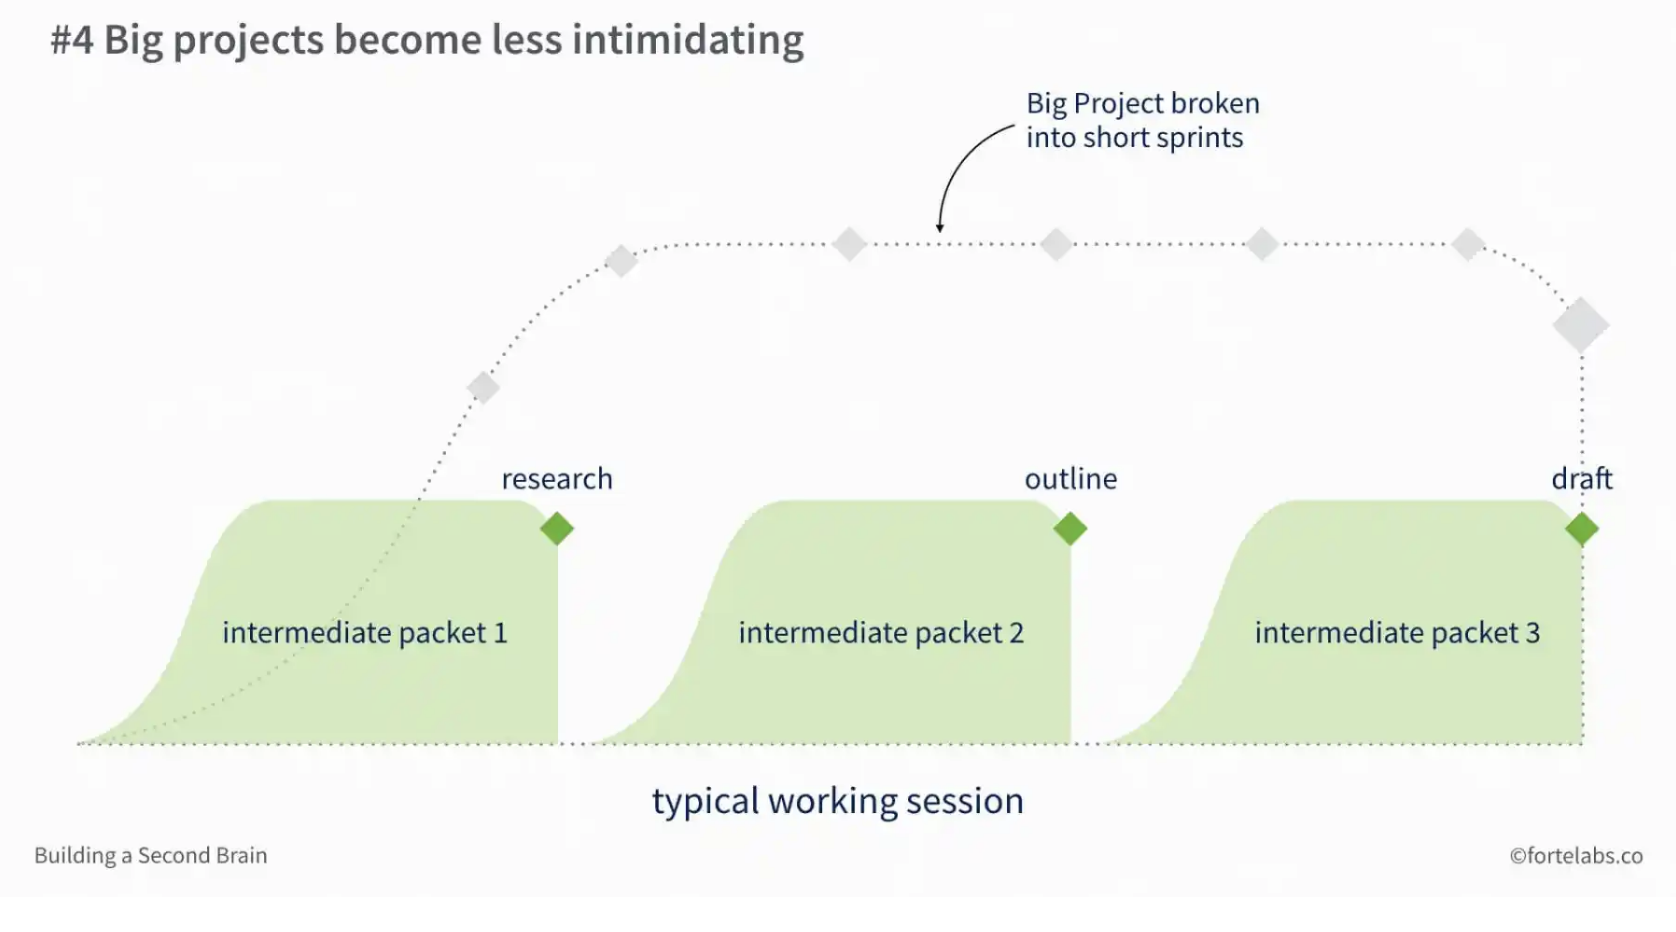 #4 Big projects become less intimidating
Big Project broken
into short sprints
research
outline
draft
intermediate packet 1
intermediate packet 2
intermediate packet 3
typical working session
Building a Second Brain
©fortelabs.co